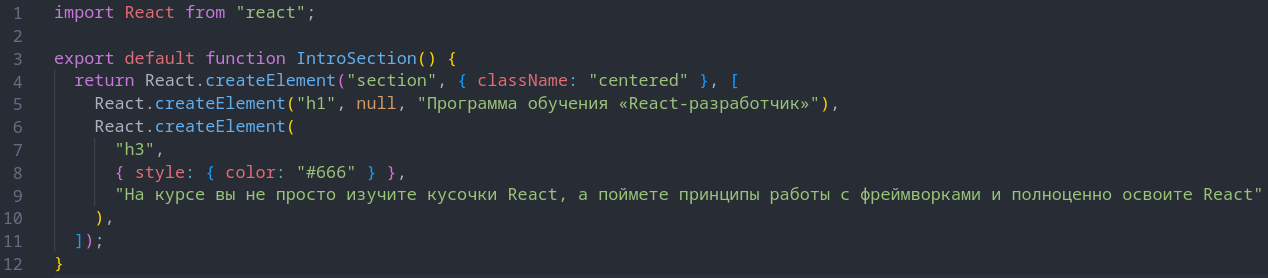 1 import React from "react";
2
3 export default function IntroSection() {
4 return React.createElement("section", { className: "centered" }, [
5 React.createElement("h1", null, "Программа обучения «React-разработчик»"),
6 React.createElement(
7 "h3",
8 { style: { color: "#666" } },
9 "На курсе вы не просто изучите кусочки React, а поймете принципы работы с фреймворками и полноценно освоите React"
10 ),
11 ]);
12 }